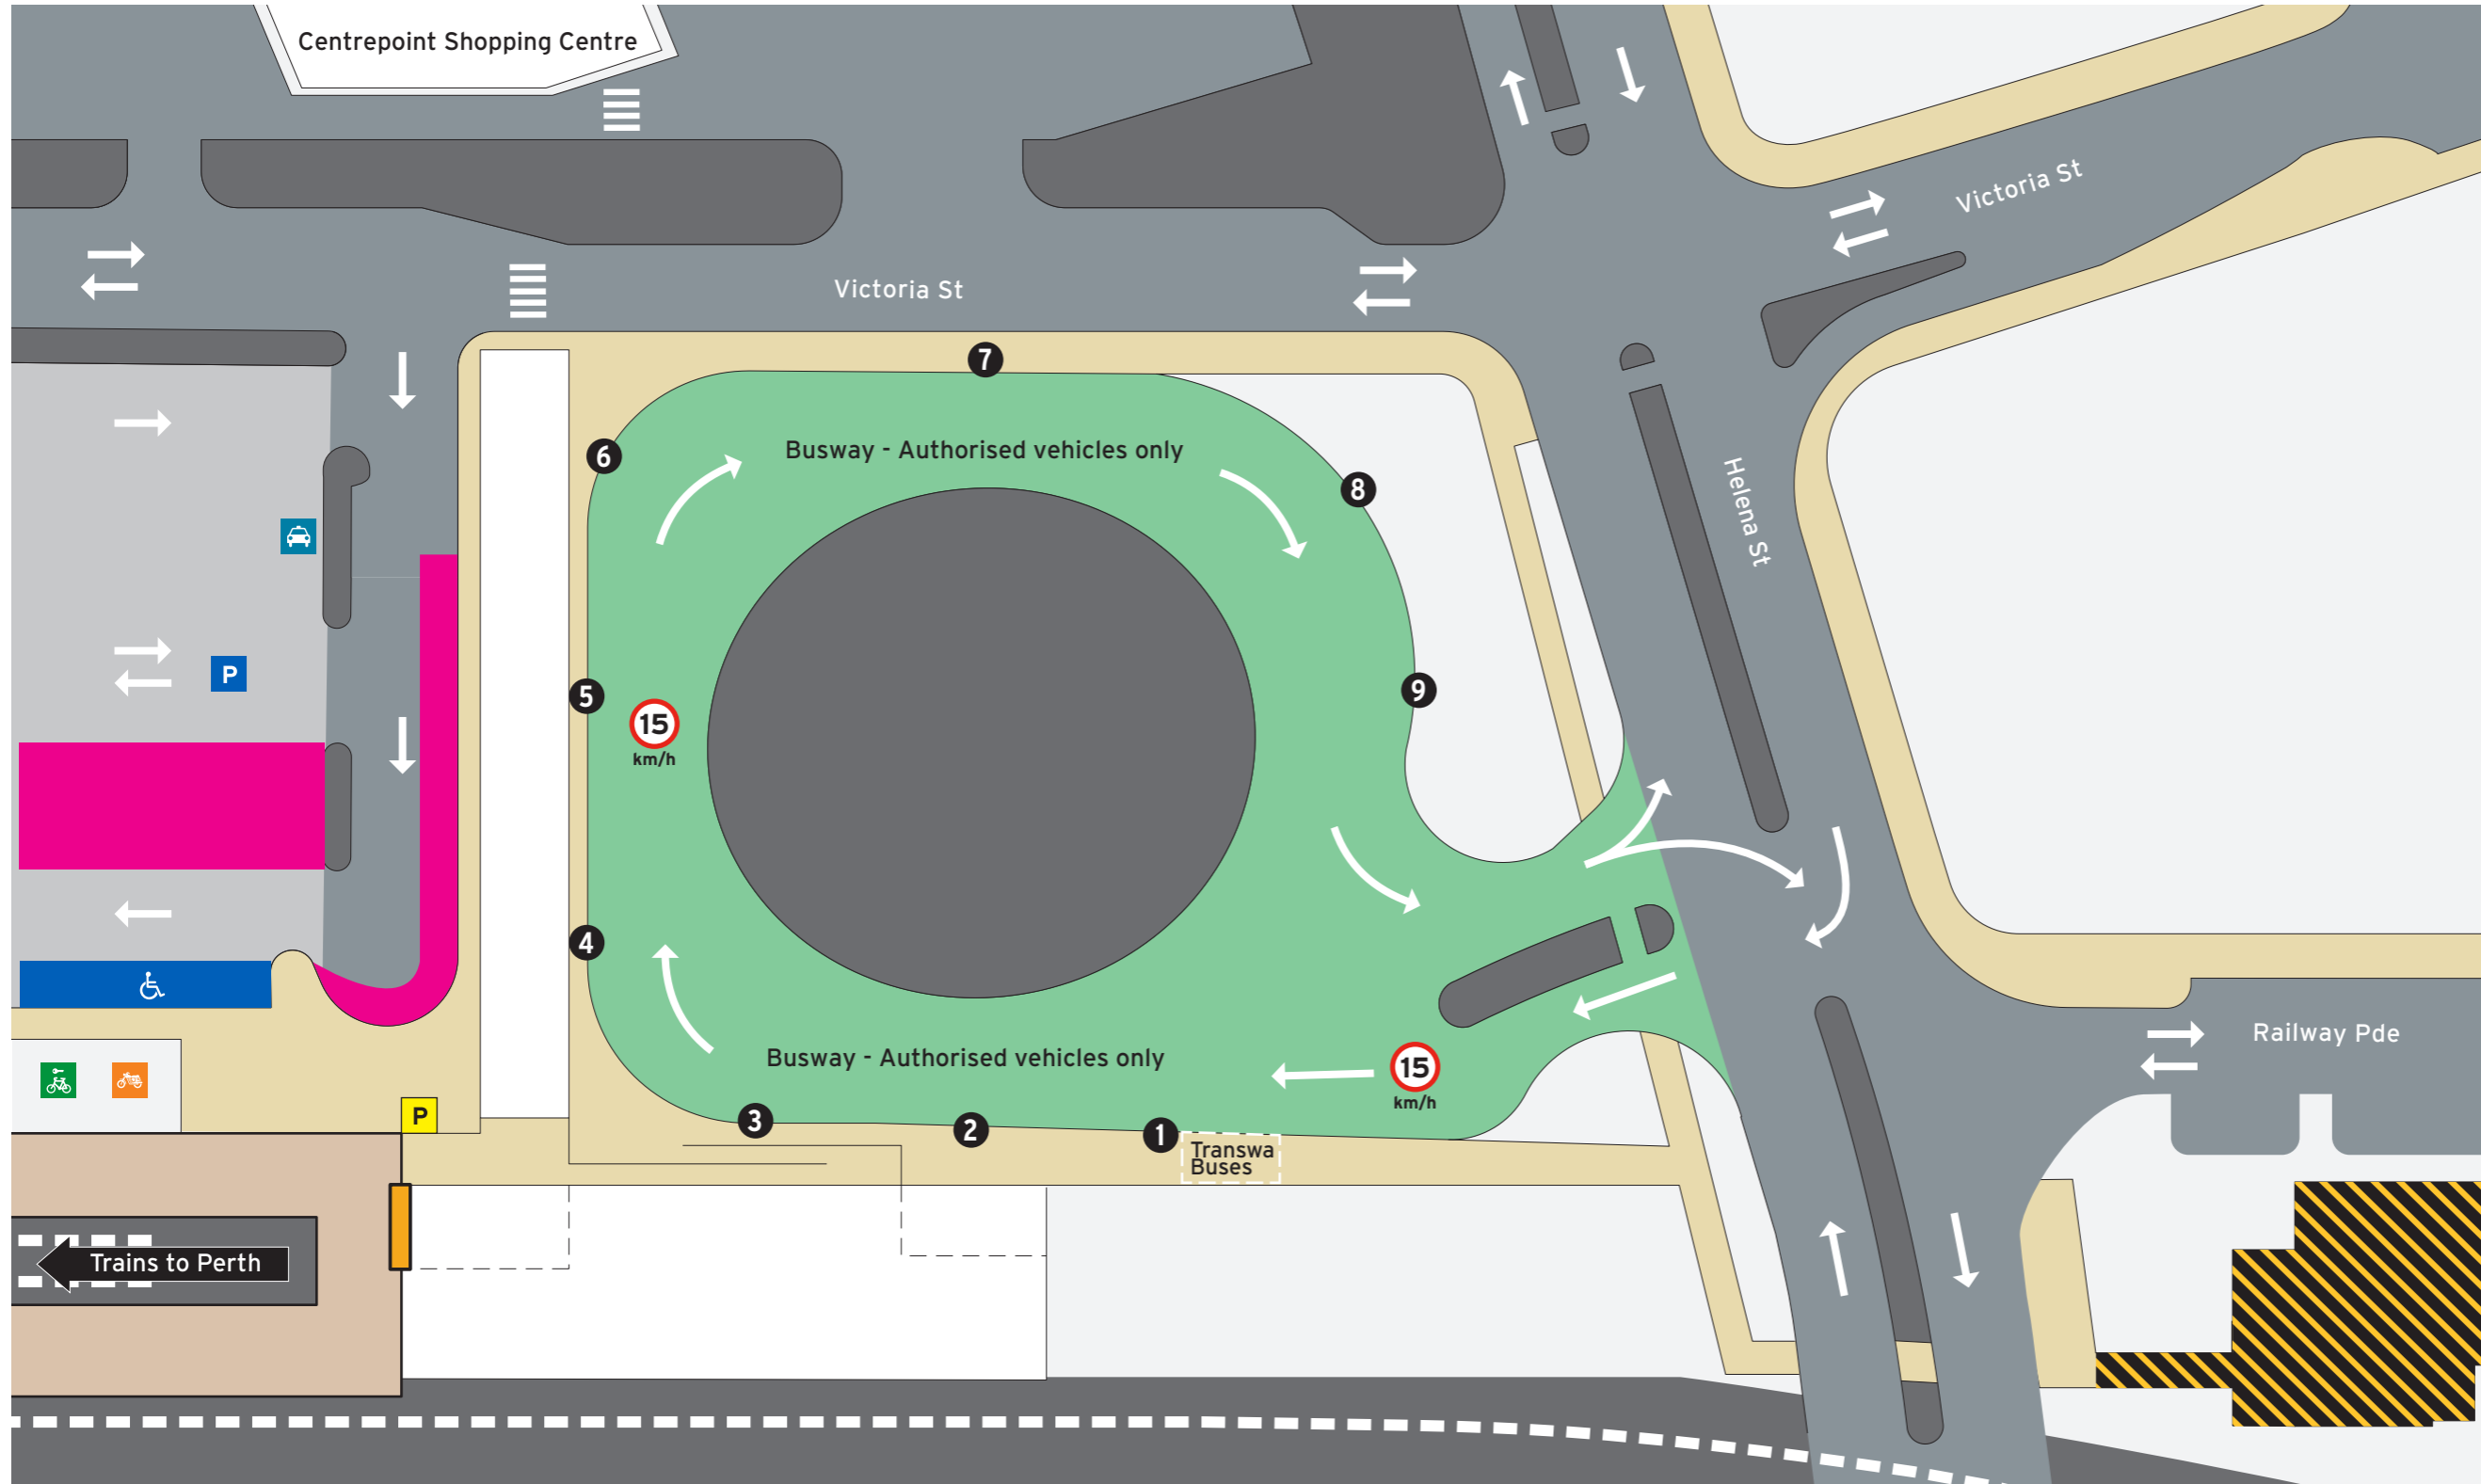 Centrepoint Shopping Centre
Victoria St
Victoria St
7
6
Busway - Authorised vehicles only
8
Helena St
P
5
15
km/h
9
4
Busway - Authorised vehicles only
15
km/h
Railway Pde
P
3
2
1
Transwa
Buses
Trains to Perth